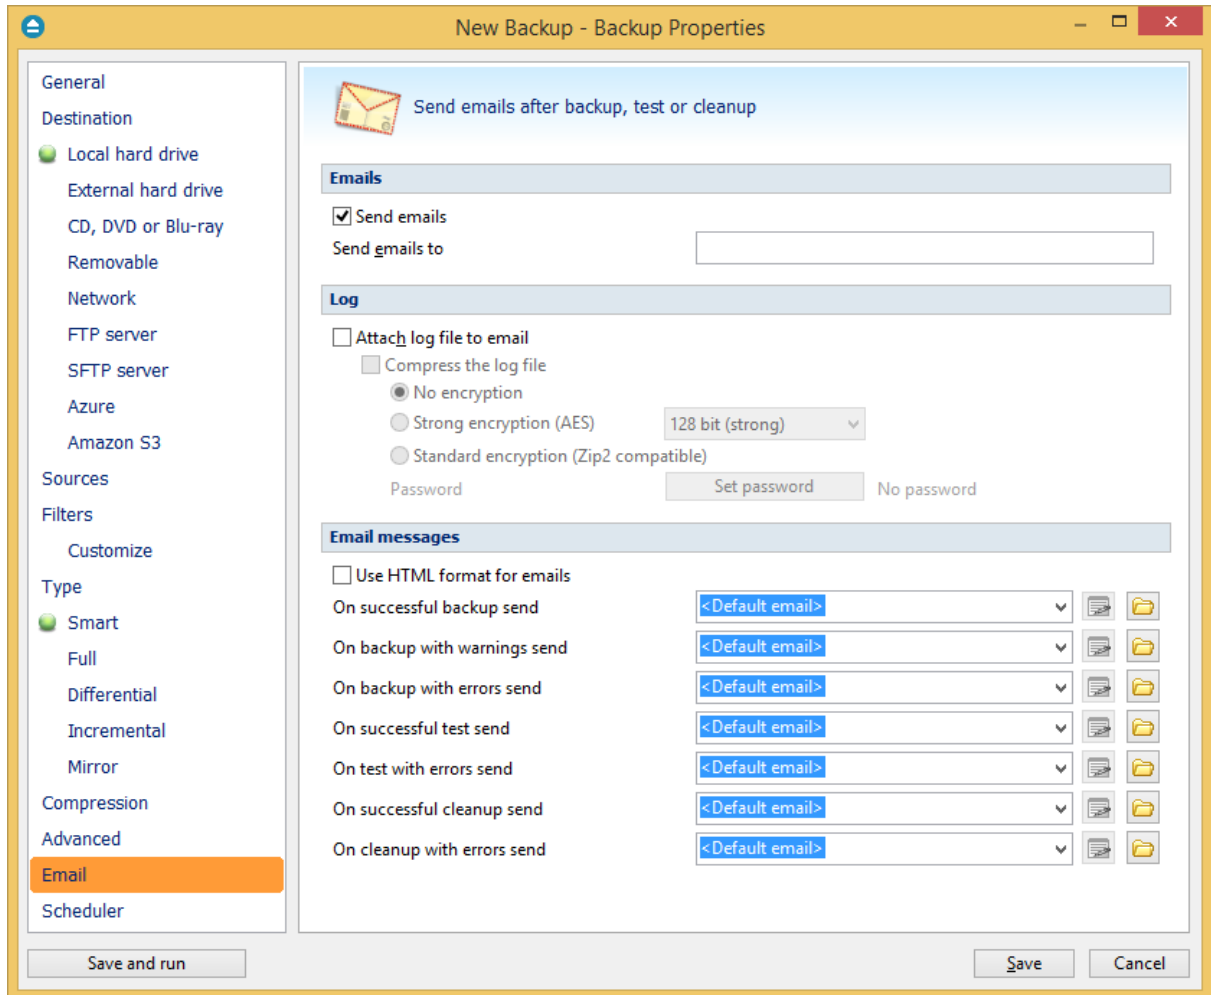 New Backup - Backup Properties
General
Destination
Local hard drive
External hard drive
CD, DVD or Blu-ray
Removable
Network
FTP server
SFTP server
Azure
Amazon S3
Sources
Filters
Customize
Type
Smart
Full
Differential
Incremental
Mirror
Compression
Advanced
Email
Scheduler
Send emails after backup, test or cleanup
Emails
Send emails
Send emails to
Log
Attach log file to email
Compress the log file
No encryption
Strong encryption (AES) 128 bit (strong)
Standard encryption (Zip2 compatible)
Password Set password No password
Email messages
Use HTML format for emails
On successful backup send <Default email>
On backup with warnings send <Default email>
On backup with errors send <Default email>
On successful test send <Default email>
On test with errors send <Default email>
On successful cleanup send <Default email>
On cleanup with errors send <Default email>
Save and run Save Cancel